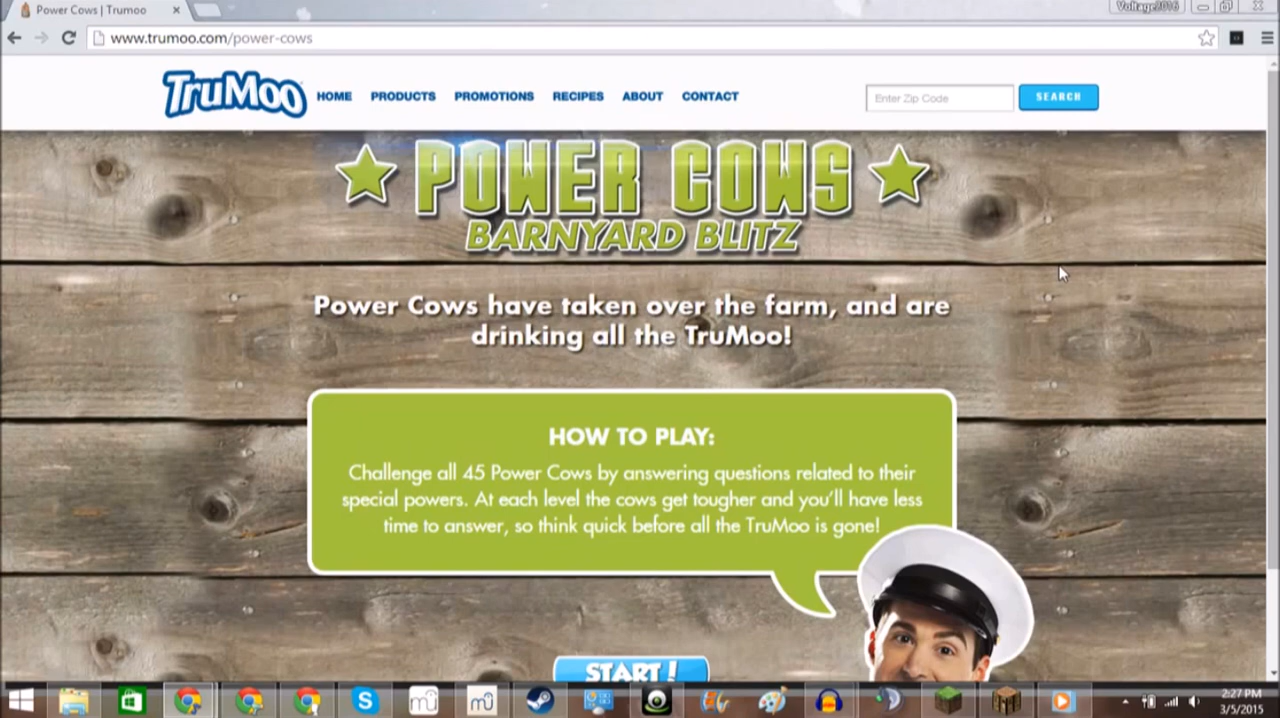 Power Cows | Trumoo
Voltage2016
www.trumoo.com/power-cows
TruMoo
HOME PRODUCTS PROMOTIONS RECIPES ABOUT CONTACT
Enter Zip Code
SEARCH
POWER COWS
BARNYARD BLITZ
Power Cows have taken over the farm, and are
drinking all the TruMoo!
HOW TO PLAY:
Challenge all 45 Power Cows by answering questions related to their
special powers. At each level the cows get tougher and you'll have less
time to answer, so think quick before all the TruMoo is gone!
START!
2:27 PM
3/5/2015